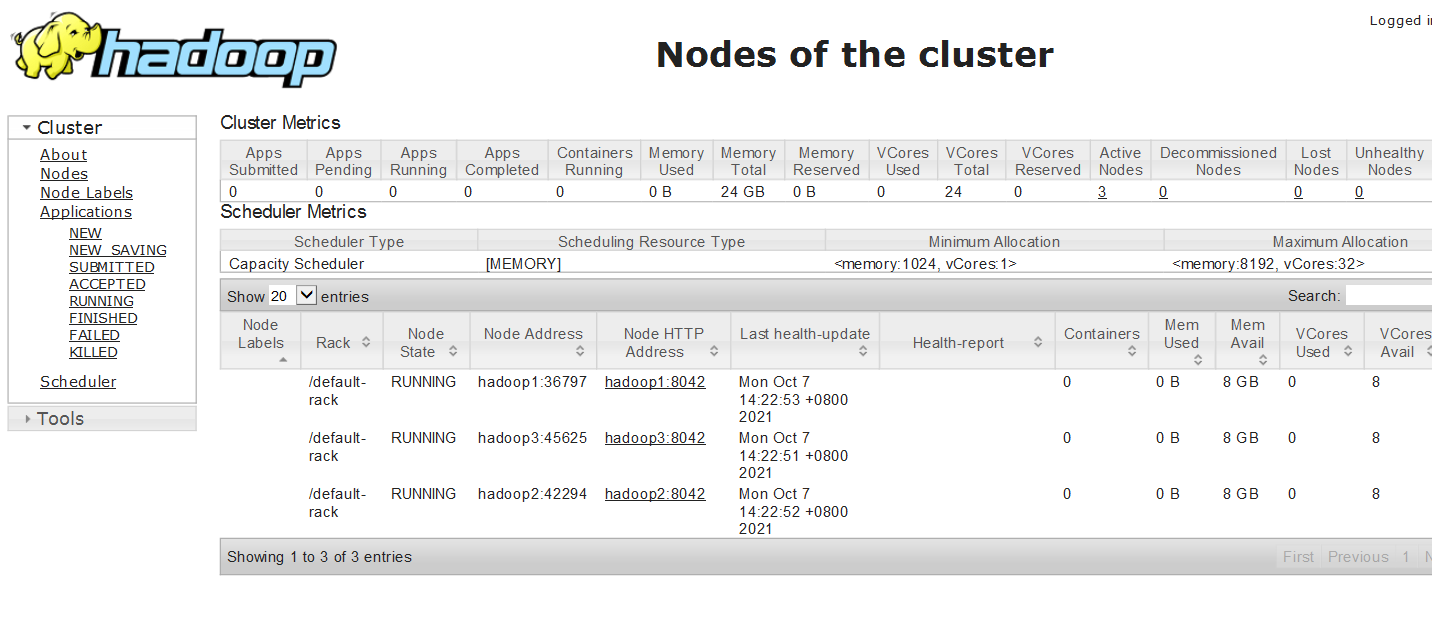 hadoop
Logged i
Nodes of the cluster
Cluster
About
Nodes
Node Labels
Applications
NEW
NEW_SAVING
SUBMITTED
ACCEPTED
RUNNING
FINISHED
FAILED
KILLED
Scheduler
Tools
Cluster Metrics
Apps Submitted Apps Pending Apps Running Apps Completed Containers Running Memory Used Memory Total Memory Reserved VCores Used VCores Total VCores Reserved Active Nodes Decommissioned Nodes Lost Nodes Unhealthy Nodes
0 0 0 0 0 0 B 24 GB 0 B 0 24 0 3 0 0 0
Scheduler Metrics
Scheduler Type Scheduling Resource Type Minimum Allocation Maximum Allocation
Capacity Scheduler [MEMORY] <memory:1024, vCores:1> <memory:8192, vCores:32>
Show 20 entries Search:
Node Labels Rack Node State Node Address Node HTTP Address Last health-update Health-report Containers Mem Used Mem Avail VCores Used VCores Avail
/default-rack RUNNING hadoop1:36797 hadoop1:8042 Mon Oct 7 14:22:53 +0800 2021 0 0 B 8 GB 0 8
/default-rack RUNNING hadoop3:45625 hadoop3:8042 Mon Oct 7 14:22:51 +0800 2021 0 0 B 8 GB 0 8
/default-rack RUNNING hadoop2:42294 hadoop2:8042 Mon Oct 7 14:22:52 +0800 2021 0 0 B 8 GB 0 8
Showing 1 to 3 of 3 entries First Previous 1 N